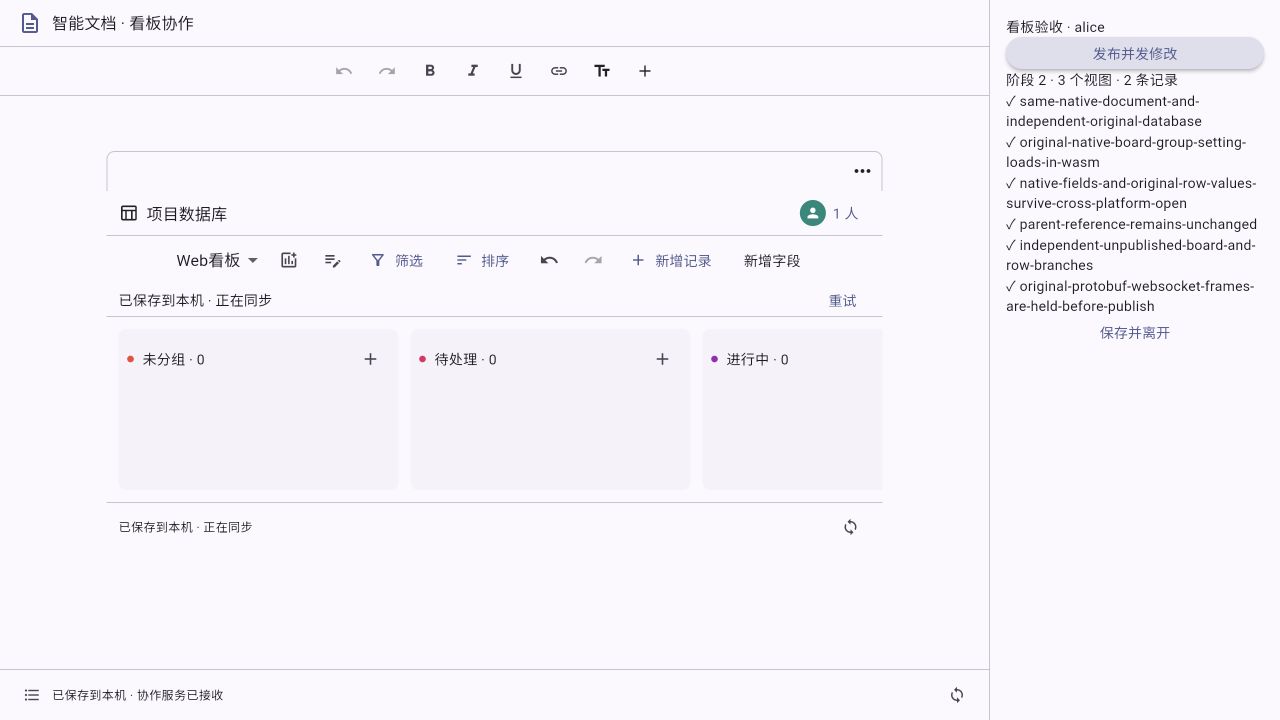 智能文档 · 看板协作
B I U Tr
项目数据库
1 人
Web看板
筛选
排序
新增记录
新增字段
已保存到本机 · 正在同步
重试
未分组 · 0
待处理 · 0
进行中 · 0
已保存到本机 · 正在同步
已保存到本机 · 协作服务已接收
看板验收 · alice
发布并发修改
阶段 2 · 3 个视图 · 2 条记录
✓ same-native-document-and-
independent-original-database
✓ original-native-board-group-setting-
loads-in-wasm
✓ native-fields-and-original-row-values-
survive-cross-platform-open
✓ parent-reference-remains-unchanged
✓ independent-unpublished-board-and-
row-branches
✓ original-protobuf-websocket-frames-
are-held-before-publish
保存并离开